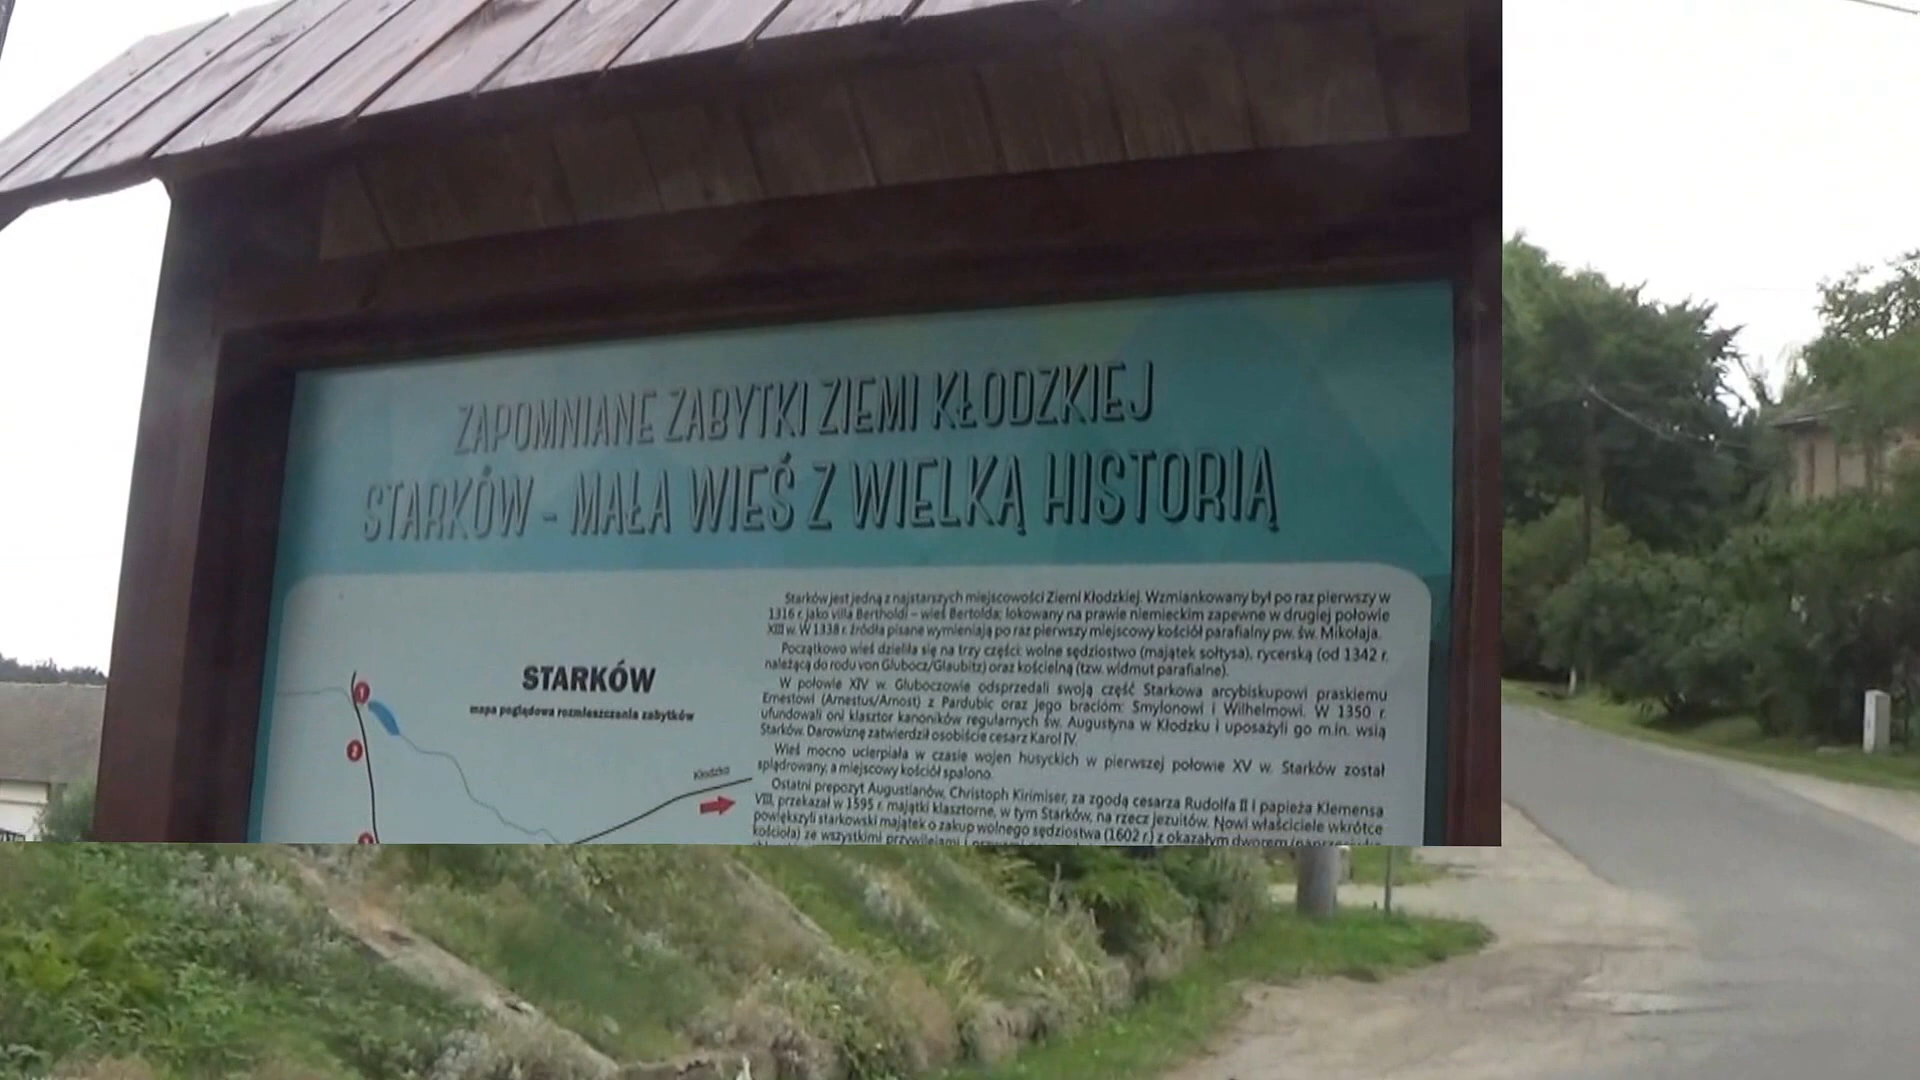 ZAPOMNIANE ZABYTKI ZIEMI KŁODZKIEJ
STARKÓW - MAŁA WIEŚ Z WIELKĄ HISTORIĄ
STARKÓW
mapa poglądowa rozmieszczenia zabytków
1
2
Kłodzko
Starków jest jedną z najstarszych miejscowości Ziemi Kłodzkiej. Wzmiankowany był po raz pierwszy w
1316 r. jako villa Bertholdi – wieś Bertolda; lokowany na prawie niemieckim zapewne w drugiej połowie
XIII w. W 1338 r. źródła pisane wymieniają po raz pierwszy miejscowy kościół parafialny pw. św. Mikołaja.
Początkowo wieś dzieliła się na trzy części: wolne sędziostwo (majątek sołtysa), rycerską (od 1342 r.
należącą do rodu von Glubocz/Glaubitz) oraz kościelną (tzw. widmut parafialne).
W połowie XIV w. Gluboczowie odsprzedali swoją część Starkowa arcybiskupowi praskiemu
Ernestowi (Arnestus/Arnost) z Pardubic oraz jego braciom: Smylonowi i Wilhelmowi. W 1350 r.
ufundowali oni klasztor kanoników regularnych św. Augustyna w Kłodzku i uposażyli go m.in. wsią
Starków. Darowiznę zatwierdził osobiście cesarz Karol IV.
Wieś mocno ucierpiała w czasie wojen husyckich w pierwszej połowie XV w. Starków został
splądrowany, a miejscowy kościół spalono.
Ostatni prepozyt Augustianów, Christoph Kirimiser, za zgodą cesarza Rudolfa II i papieża Klemensa
VIII, przekazał w 1595 r. majątki klasztorne, w tym Starków, na rzecz jezuitów. Nowi właściciele wkrótce
powiększyli starkowski majątek o zakup wolnego sędziostwa (1602 r.) z okazałym dworem
kościoła) ze wszystkimi przywilejami i